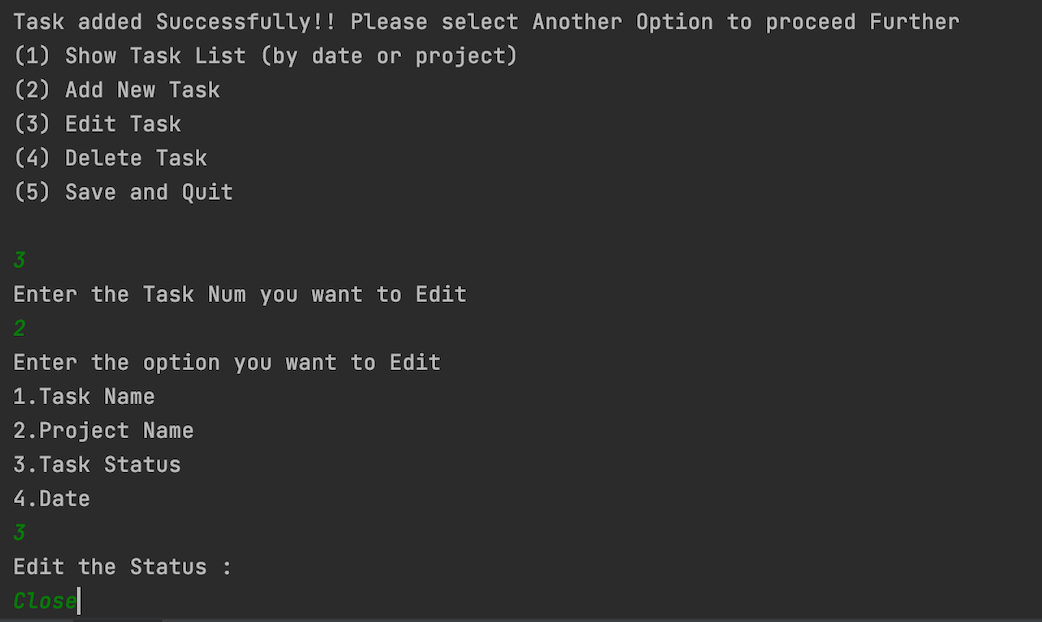 Task added Successfully!! Please select Another Option to proceed Further
(1) Show Task List (by date or project)
(2) Add New Task
(3) Edit Task
(4) Delete Task
(5) Save and Quit
3
Enter the Task Num you want to Edit
2
Enter the option you want to Edit
1.Task Name
2.Project Name
3.Task Status
4.Date
3
Edit the Status :
Close